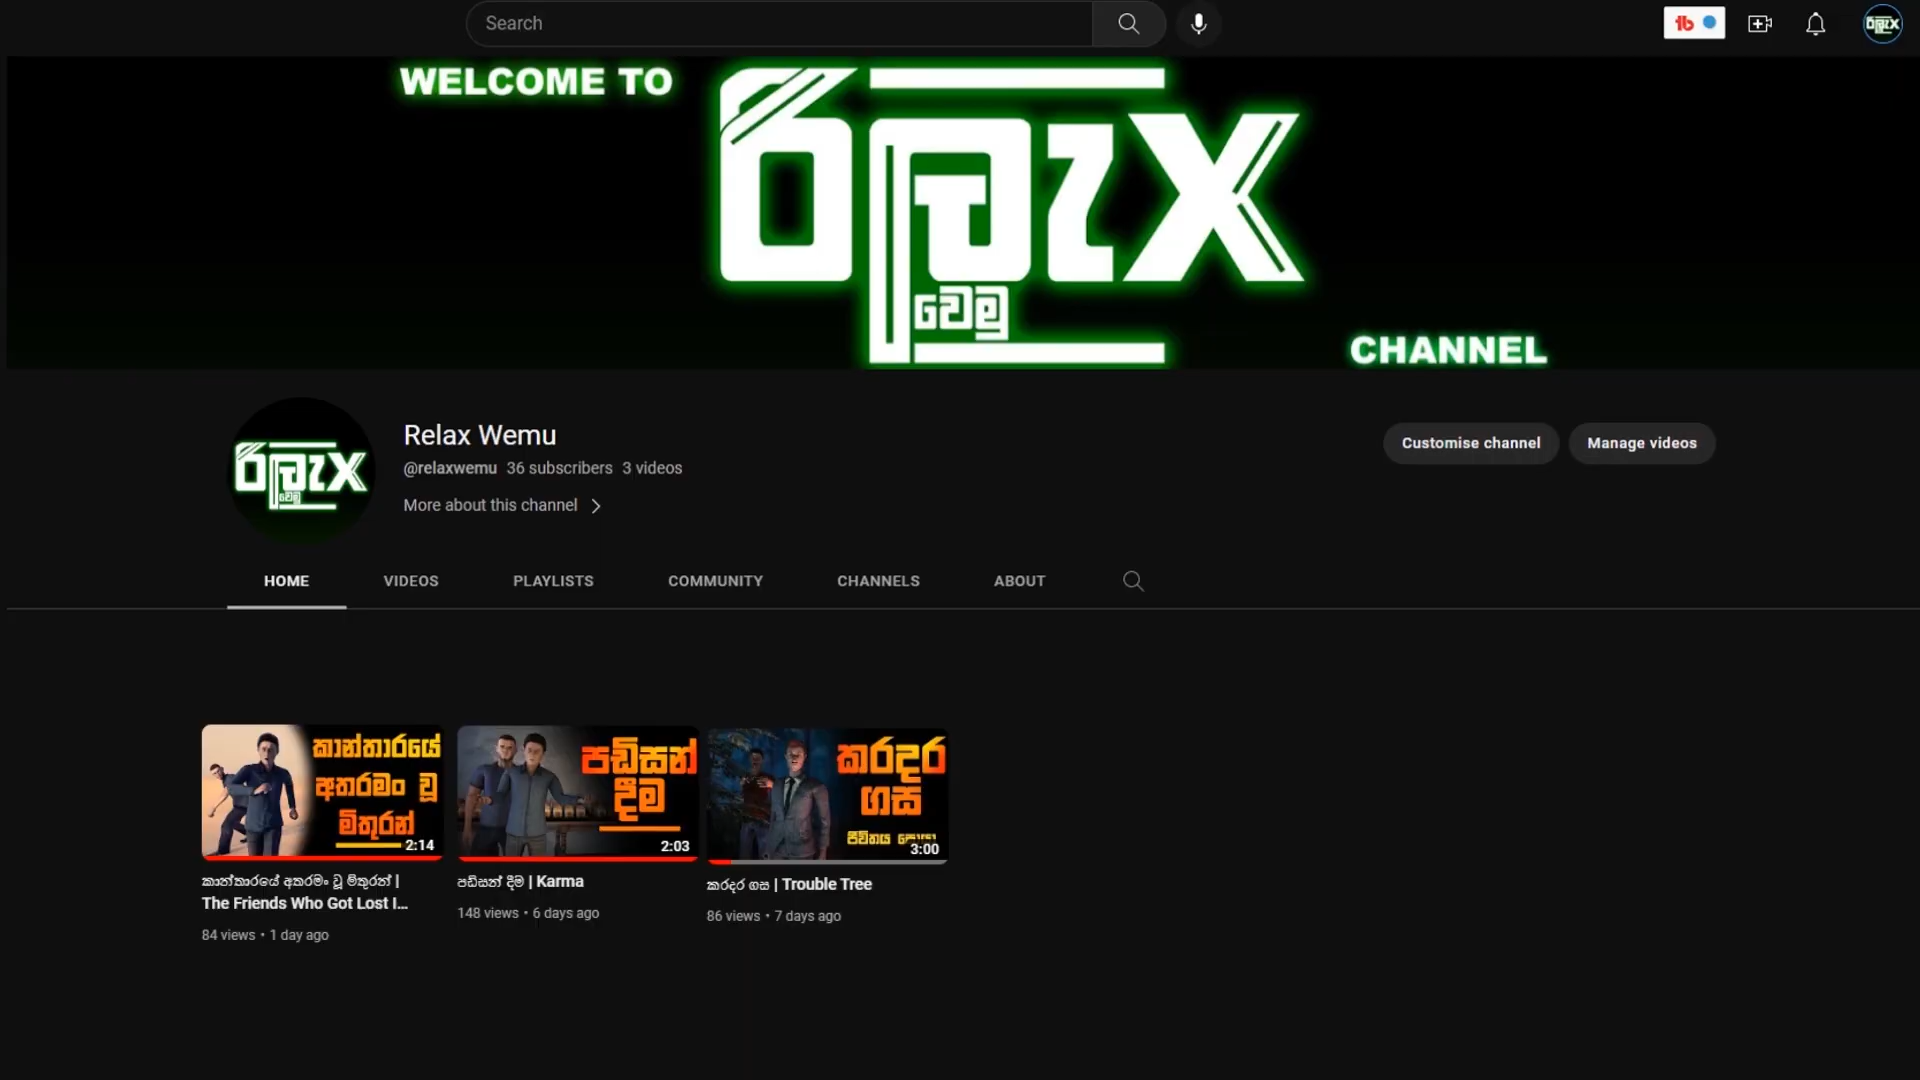 Search
WELCOME TO
රිලැX
වෙමු
CHANNEL
රිලැX
වෙමු
Relax Wemu
@relaxwemu 36 subscribers 3 videos
More about this channel
Customise channel
Manage videos
HOME
VIDEOS
PLAYLISTS
COMMUNITY
CHANNELS
ABOUT
කාන්තාරයේ
අතරමං වූ
මිතුරන්
2:14
කාන්තාරයේ අතරමං වූ මිතුරන් |
The Friends Who Got Lost I...
84 views • 1 day ago
පඩිසන්
දීම
2:03
පඩිසන් දීම | Karma
148 views • 6 days ago
කරදර
ගස
ජීවිතය
3:00
කරදර ගස | Trouble Tree
86 views • 7 days ago